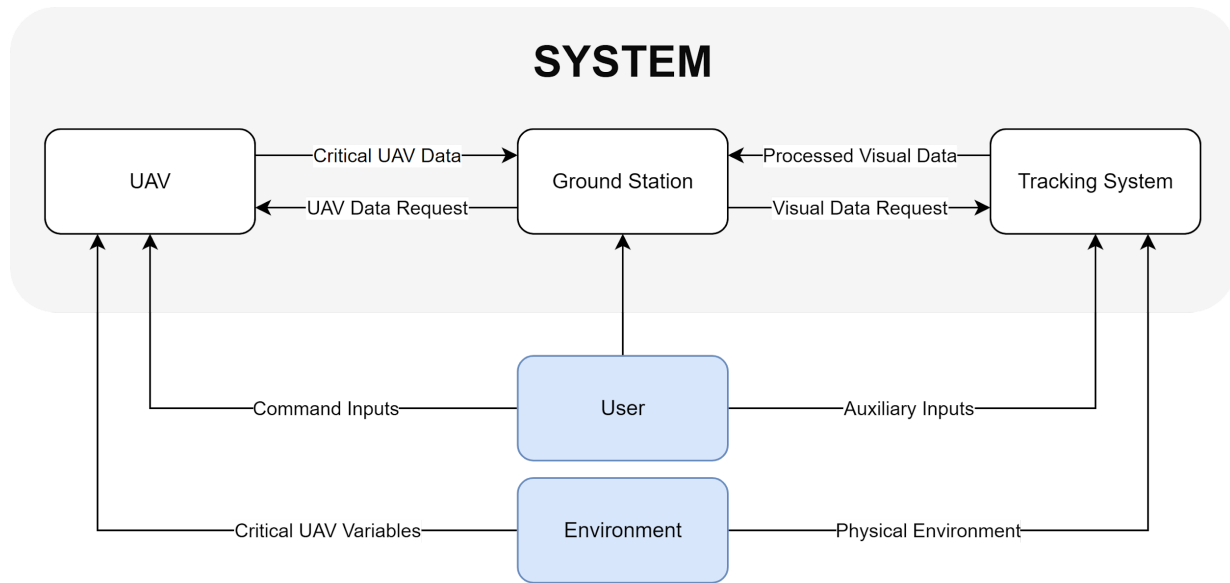 SYSTEM
UAV
Critical UAV Data
UAV Data Request
Ground Station
Processed Visual Data
Visual Data Request
Tracking System
Command Inputs
User
Auxiliary Inputs
Critical UAV Variables
Environment
Physical Environment